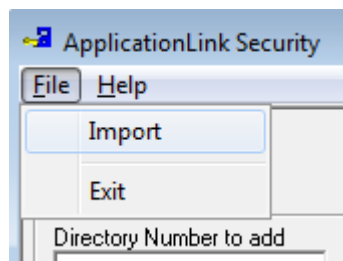 ApplicationLink Security
File Help
Import
Exit
Directory Number to add